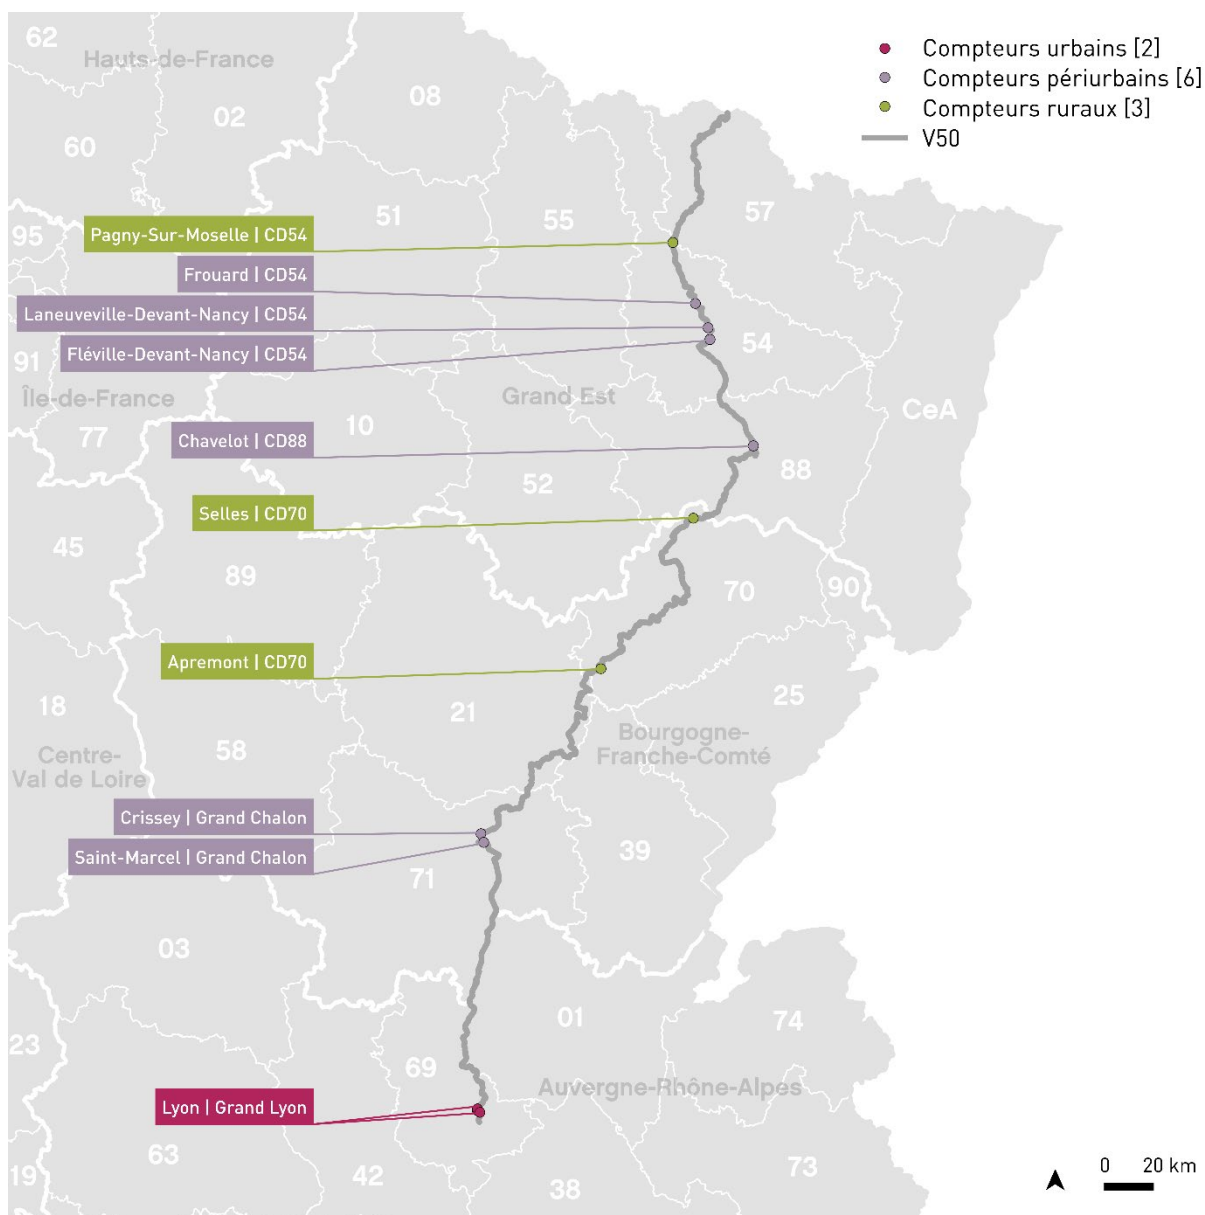 62
Hauts-de-France
08
02
60
Compteurs urbains [2]
Compteurs périurbains [6]
Compteurs ruraux [3]
V50
51
55
57
95
Pagny-Sur-Moselle | CD54
Frouard | CD54
Laneuveville-Devant-Nancy | CD54
Fléville-Devant-Nancy | CD54
54
91
Île-de-France
Grand Est
CeA
77
10
Chavelot | CD88
88
52
Selles | CD70
45
89
70
90
Apremont | CD70
18
21
25
Centre-
Val de Loire
58
Bourgogne-
Franche-Comté
Crissey | Grand Chalon
Saint-Marcel | Grand Chalon
71
39
03
01
74
23
69
Auvergne-Rhône-Alpes
Lyon | Grand Lyon
63
42
38
73
19
0 20 km